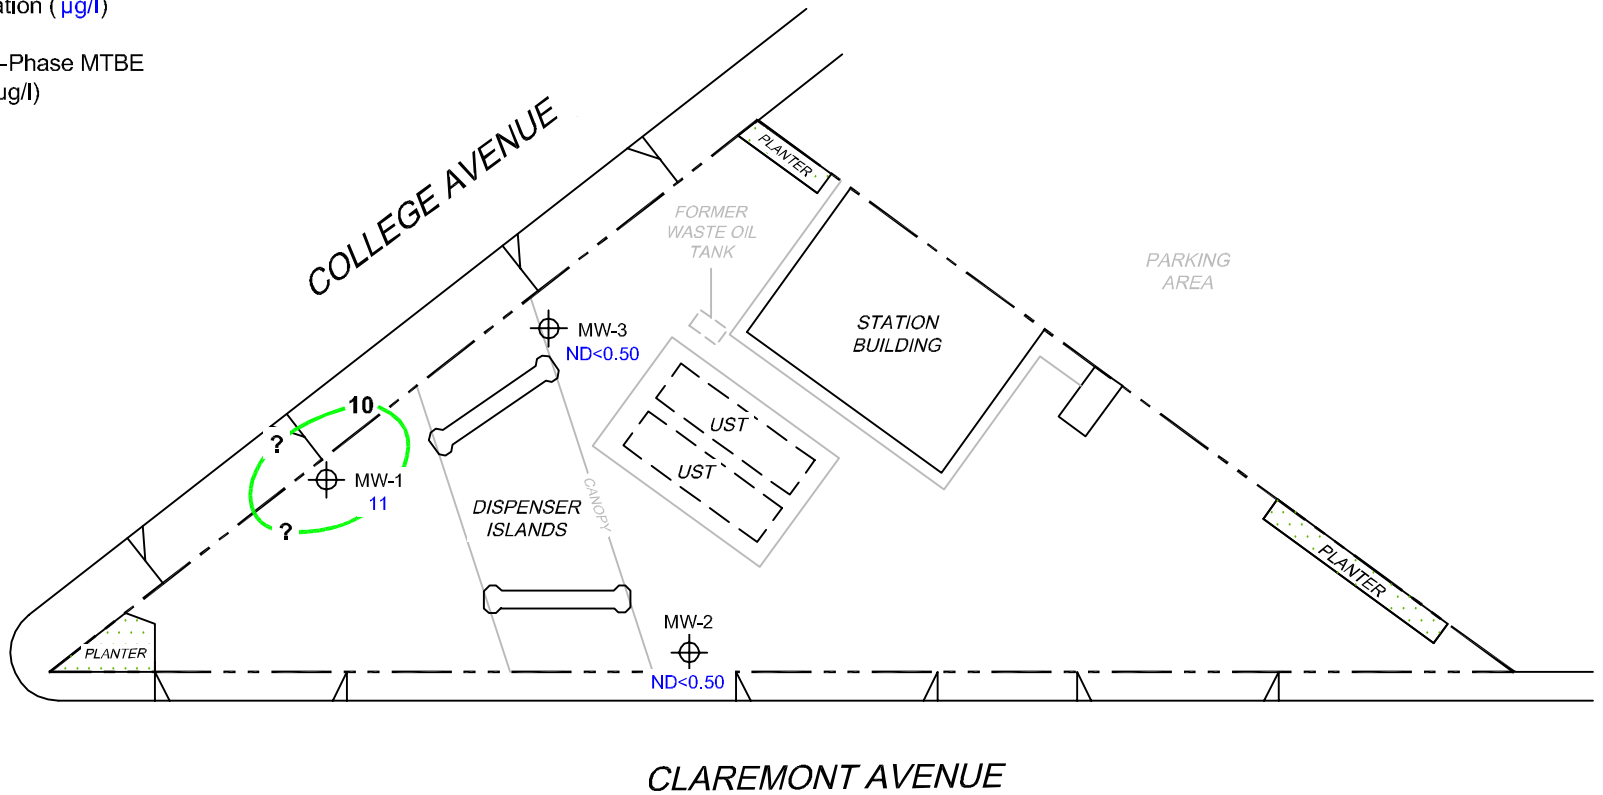 ation (µg/l)
-Phase MTBE
µg/l)
COLLEGE AVENUE
PLANTER
FORMER
WASTE OIL
TANK
PARKING
AREA
STATION
BUILDING
MW-3
ND<0.50
10
?
MW-1
11
?
UST
UST
CANOPY
DISPENSER
ISLANDS
PLANTER
MW-2
ND<0.50
PLANTER
CLAREMONT AVENUE